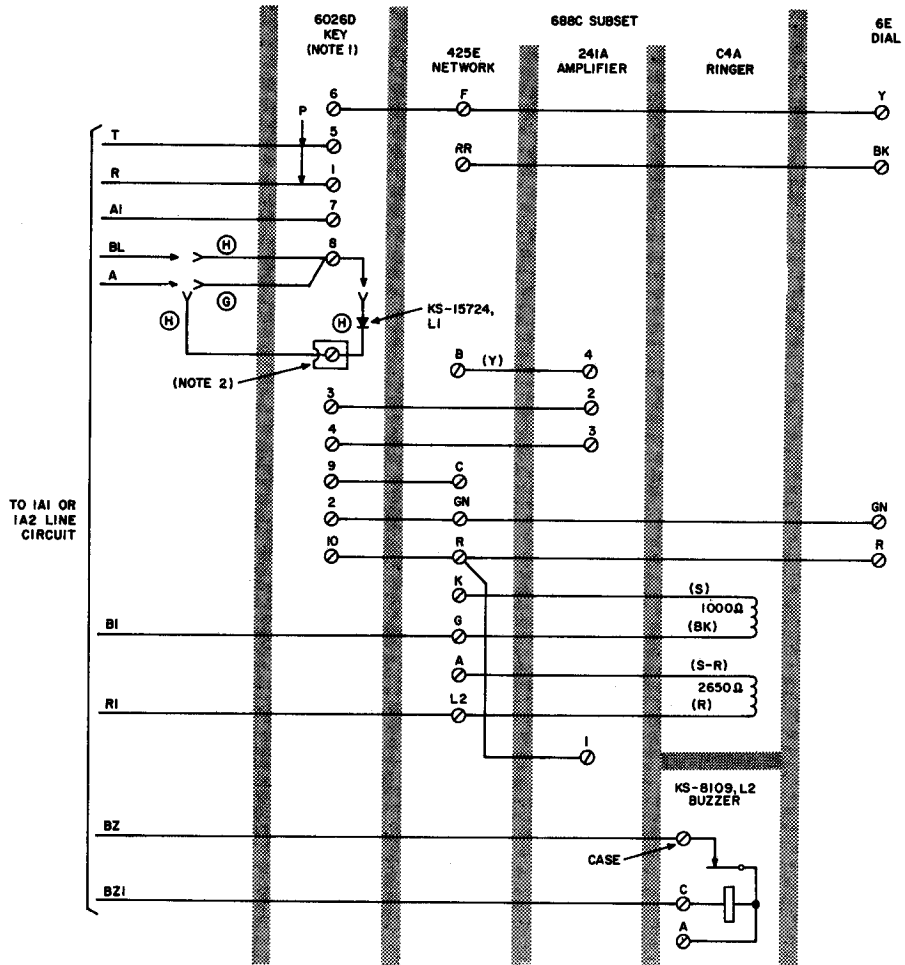 6026D
KEY
(NOTE 1)
688C SUBSET
425E
NETWORK
241A
AMPLIFIER
C4A
RINGER
6E
DIAL
6
F
Y
P
T
5
RR
BK
R
1
A1
7
BL
H
8
A
G
H
H
KS-15724,
L1
(NOTE 2)
B
(Y)
4
3
2
4
3
9
C
TO 1A1 OR
1A2 LINE
CIRCUIT
2
GN
GN
10
R
R
K
(S)
1000Ω
B1
G
(BK)
A
(S-R)
2650Ω
R1
L2
(R)
1
KS-8109, L2
BUZZER
BZ
CASE
BZ1
C
A